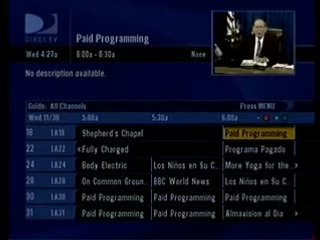 DIRECTV
Paid Programming
Wed 4:27a 6:00a - 6:30a None
No description available.
Guide: All Channels Press MENU
Wed 11/30 5:00a 5:30a 6:00a
18 LA18 Shepherd's Chapel Paid Programming
22 LA22 <Fully Charged Programa Pagado
24 LA24 Body Electric Los Niños en Su C... More Yoga for the...
28 LA28 On Common Groun... BBC World News Los Niños en Su C...
30 LA30 Paid Programming Paid Programming Paid Programming
31 LA31 Paid Programming Paid Programming Almavision al Dia